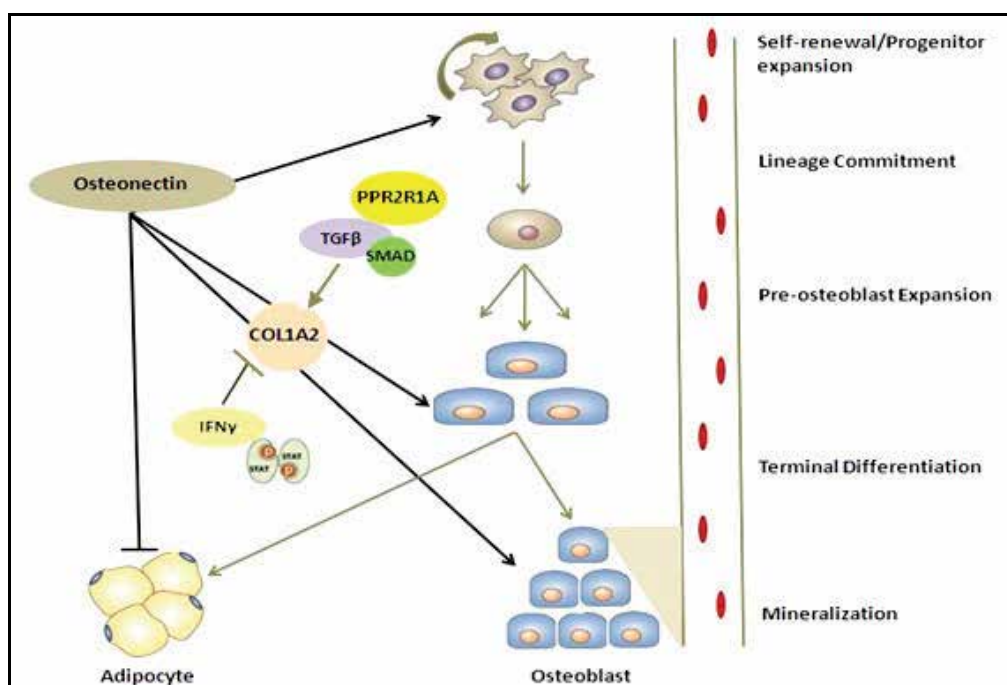 Self-renewal/Progenitor
expansion
Lineage Commitment
Osteonectin
PPR2R1A
TGFβ
SMAD
Pre-osteoblast Expansion
COL1A2
IFNγ
STAT
P
STAT
P
Terminal Differentiation
Mineralization
Adipocyte
Osteoblast